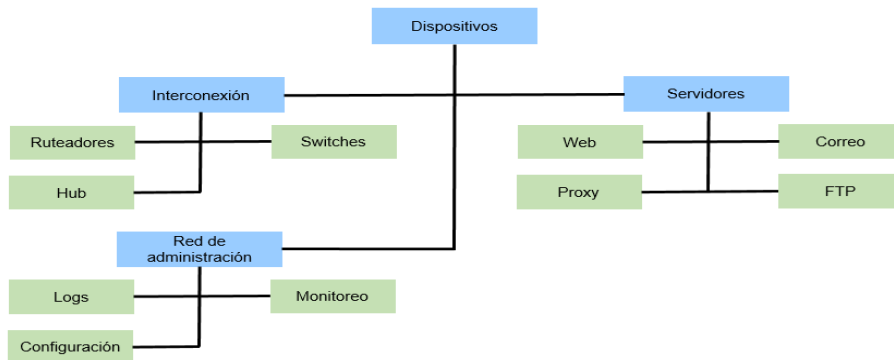 Dispositivos
Interconexión
Servidores
Ruteadores
Switches
Web
Correo
Hub
Proxy
FTP
Red de
administración
Logs
Monitoreo
Configuración